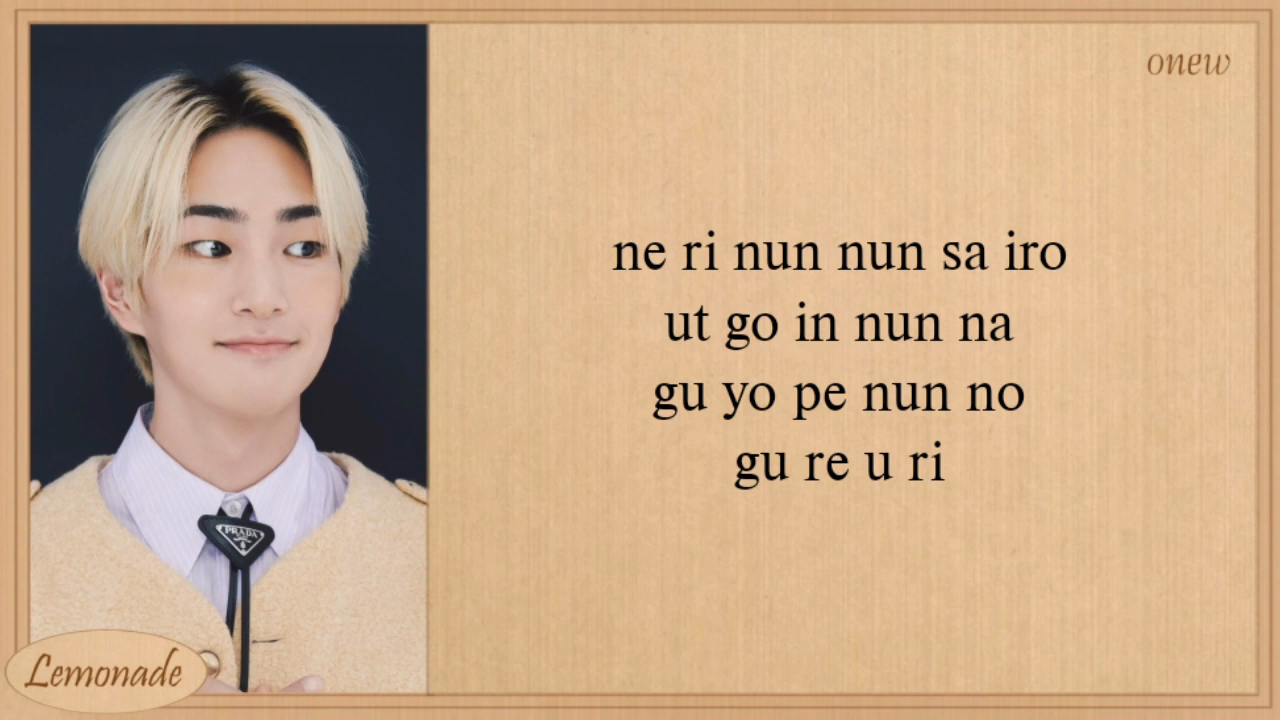 onew
ne ri nun nun sa iro
ut go in nun na
gu yo pe nun no
gu re u ri
PRADA
Lemonade